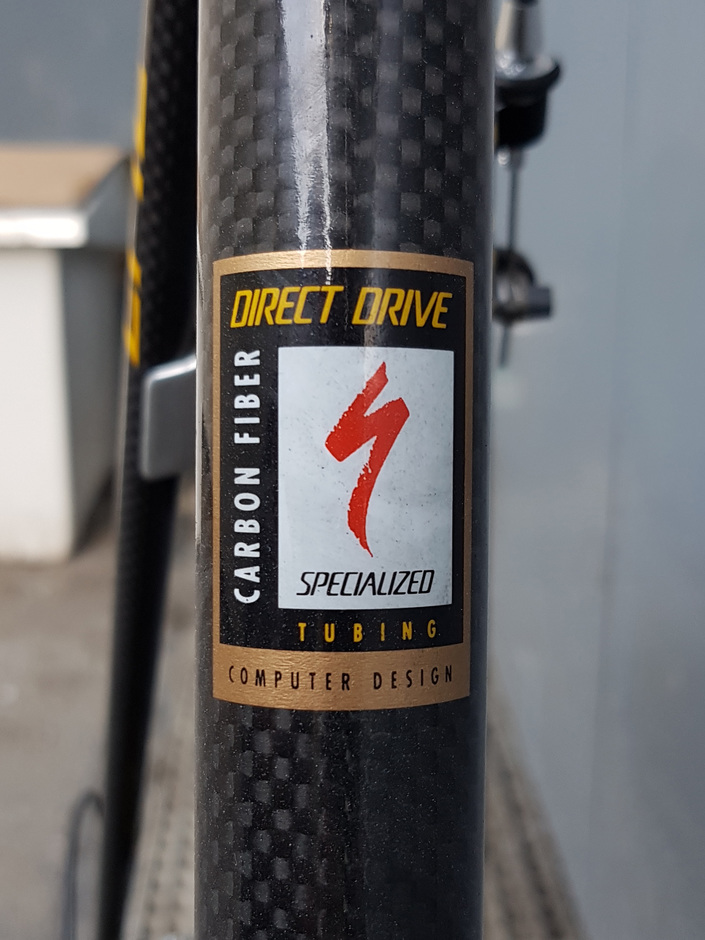 DIRECT DRIVE
CARBON FIBER
SPECIALIZED
TUBING
COMPUTER DESIGN